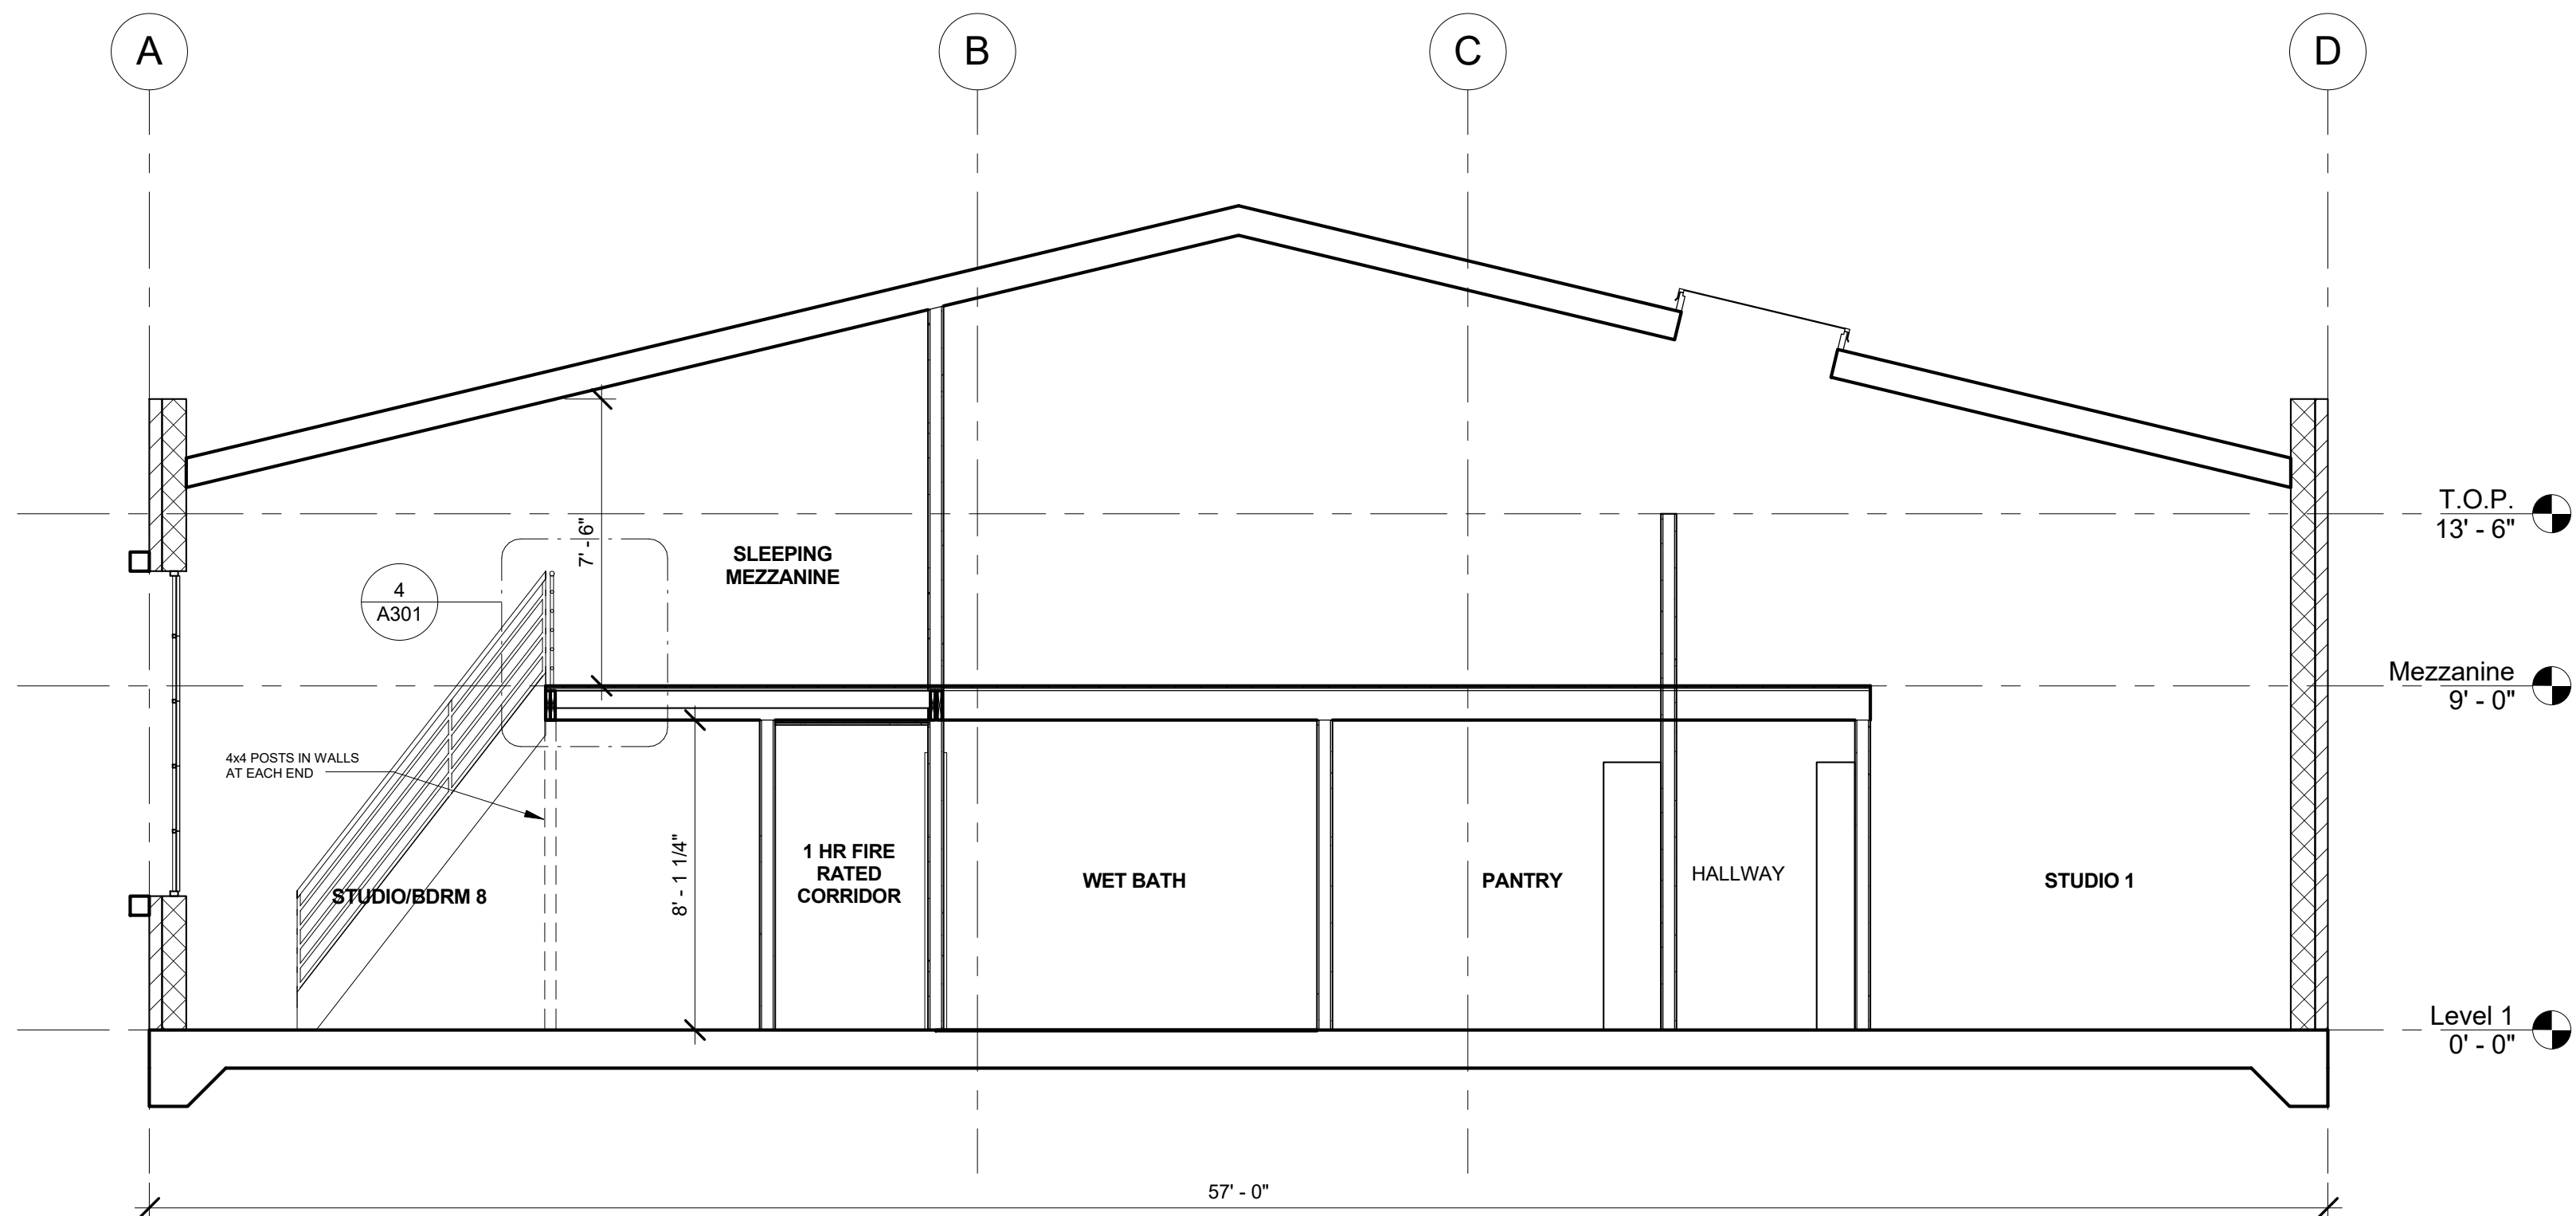 A
B
C
D
T.O.P.
13' - 6"
7' - 6"
SLEEPING
MEZZANINE
4
A301
Mezzanine
9' - 0"
4x4 POSTS IN WALLS
AT EACH END
8' - 1 1/4"
1 HR FIRE
RATED
CORRIDOR
WET BATH
PANTRY
HALLWAY
STUDIO 1
STUDIO/BDRM 8
Level 1
0' - 0"
57' - 0"